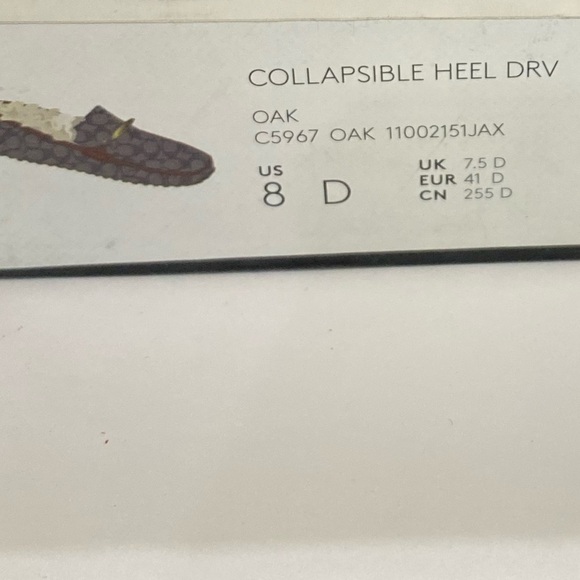 COLLAPSIBLE HEEL DRV
OAK
C5967 OAK 11002151JAX
US
8 D
UK 7.5 D
EUR 41 D
CN 255 D